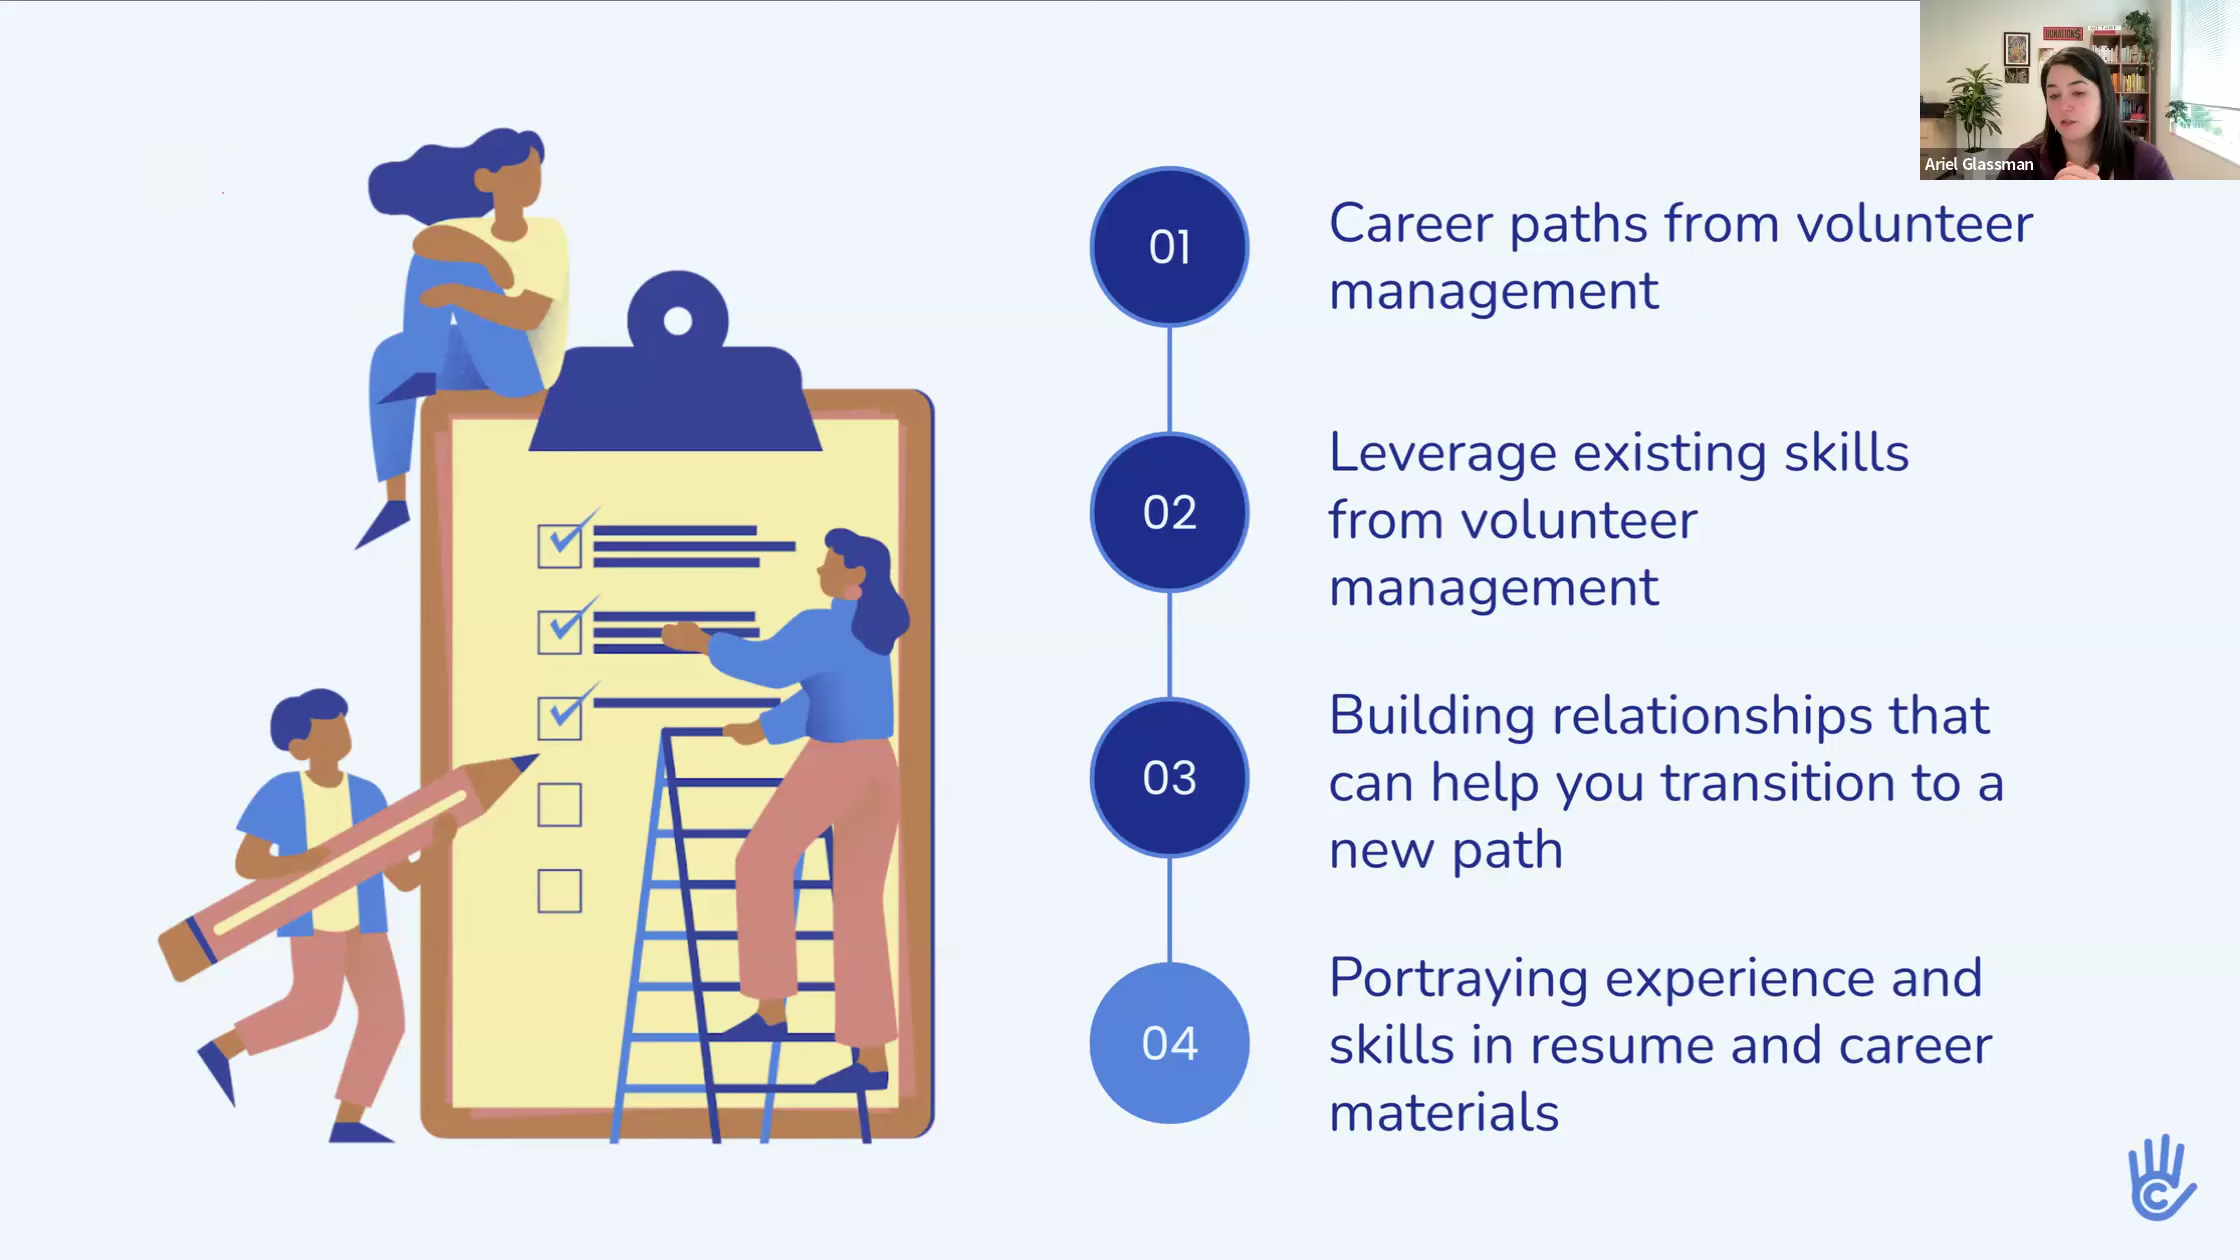 DONATION$
Ariel Glassman
01
Career paths from volunteer
management
02
Leverage existing skills
from volunteer
management
03
Building relationships that
can help you transition to a
new path
04
Portraying experience and
skills in resume and career
materials
C